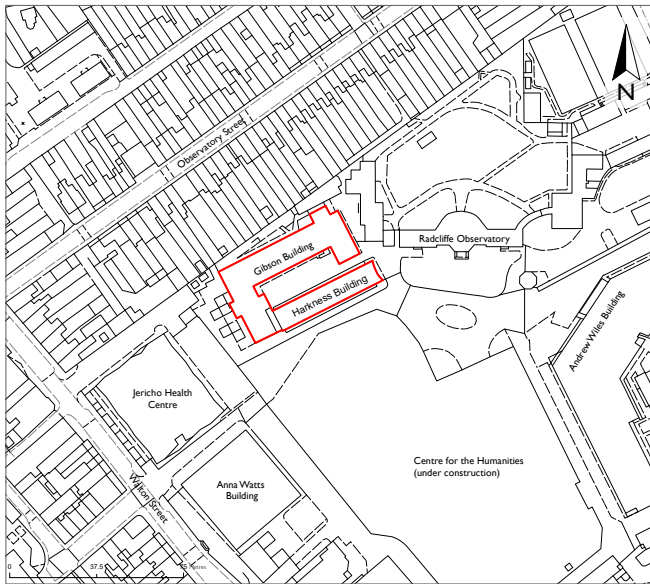 N
Observatory Street
Gibson Building
Radcliffe Observatory
Harkness Building
Andrew Wiles Building
Jericho Health
Centre
Centre for the Humanities
(under construction)
Anna Watts
Building
Walton Street
0
37.5
75 Metres